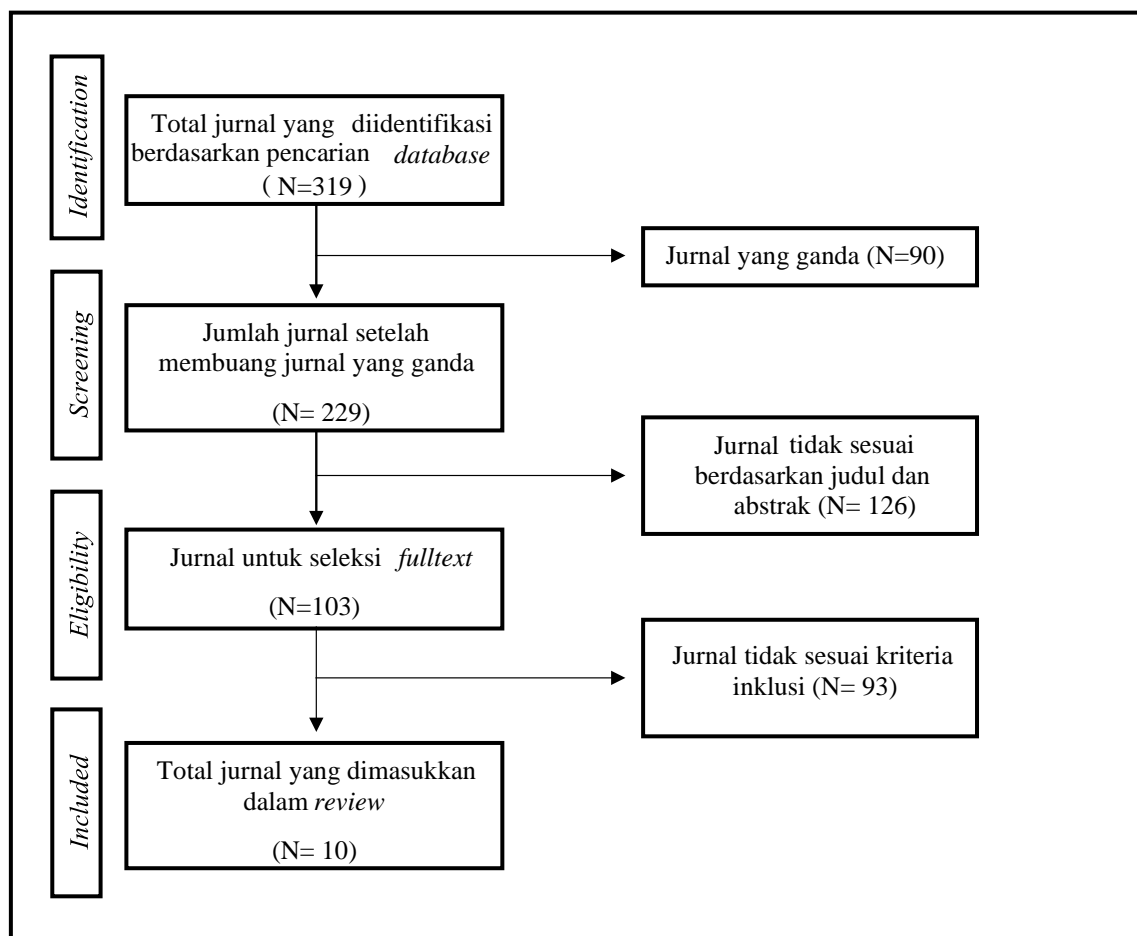 Identification
Total jurnal yang diidentifikasi
berdasarkan pencarian database
( N=319 )
Jurnal yang ganda (N=90)
Screening
Jumlah jurnal setelah
membuang jurnal yang ganda
(N= 229)
Jurnal tidak sesuai
berdasarkan judul dan
abstrak (N= 126)
Eligibility
Jurnal untuk seleksi fulltext
(N=103)
Jurnal tidak sesuai kriteria
inklusi (N= 93)
Included
Total jurnal yang dimasukkan
dalam review
(N= 10)